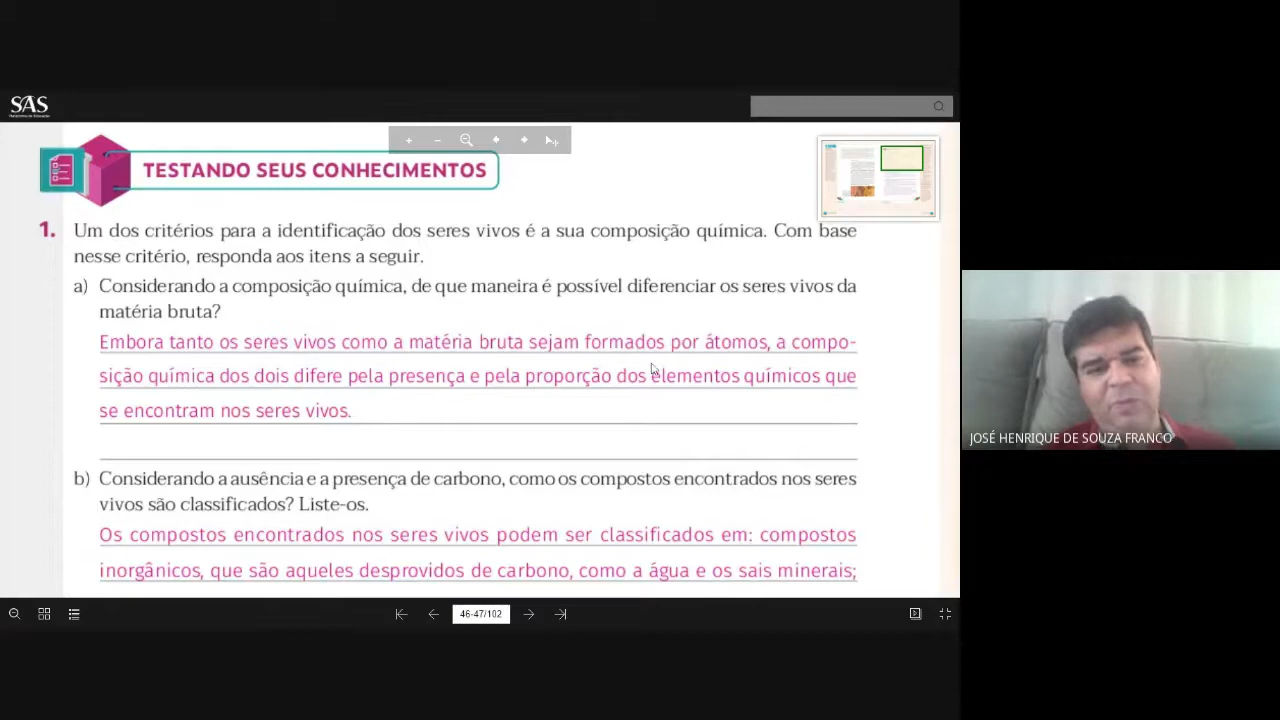 SAS
Plataforma de Educação
TESTANDO SEUS CONHECIMENTOS
1. Um dos critérios para a identificação dos seres vivos é a sua composição química. Com base
nesse critério, responda aos itens a seguir.
a) Considerando a composição química, de que maneira é possível diferenciar os seres vivos da
matéria bruta?
Embora tanto os seres vivos como a matéria bruta sejam formados por átomos, a compo-
sição química dos dois difere pela presença e pela proporção dos elementos químicos que
se encontram nos seres vivos.
b) Considerando a ausência e a presença de carbono, como os compostos encontrados nos seres
vivos são classificados? Liste-os.
Os compostos encontrados nos seres vivos podem ser classificados em: compostos
inorgânicos, que são aqueles desprovidos de carbono, como a água e os sais minerais;
46-47/102
JOSÉ HENRIQUE DE SOUZA FRANCO